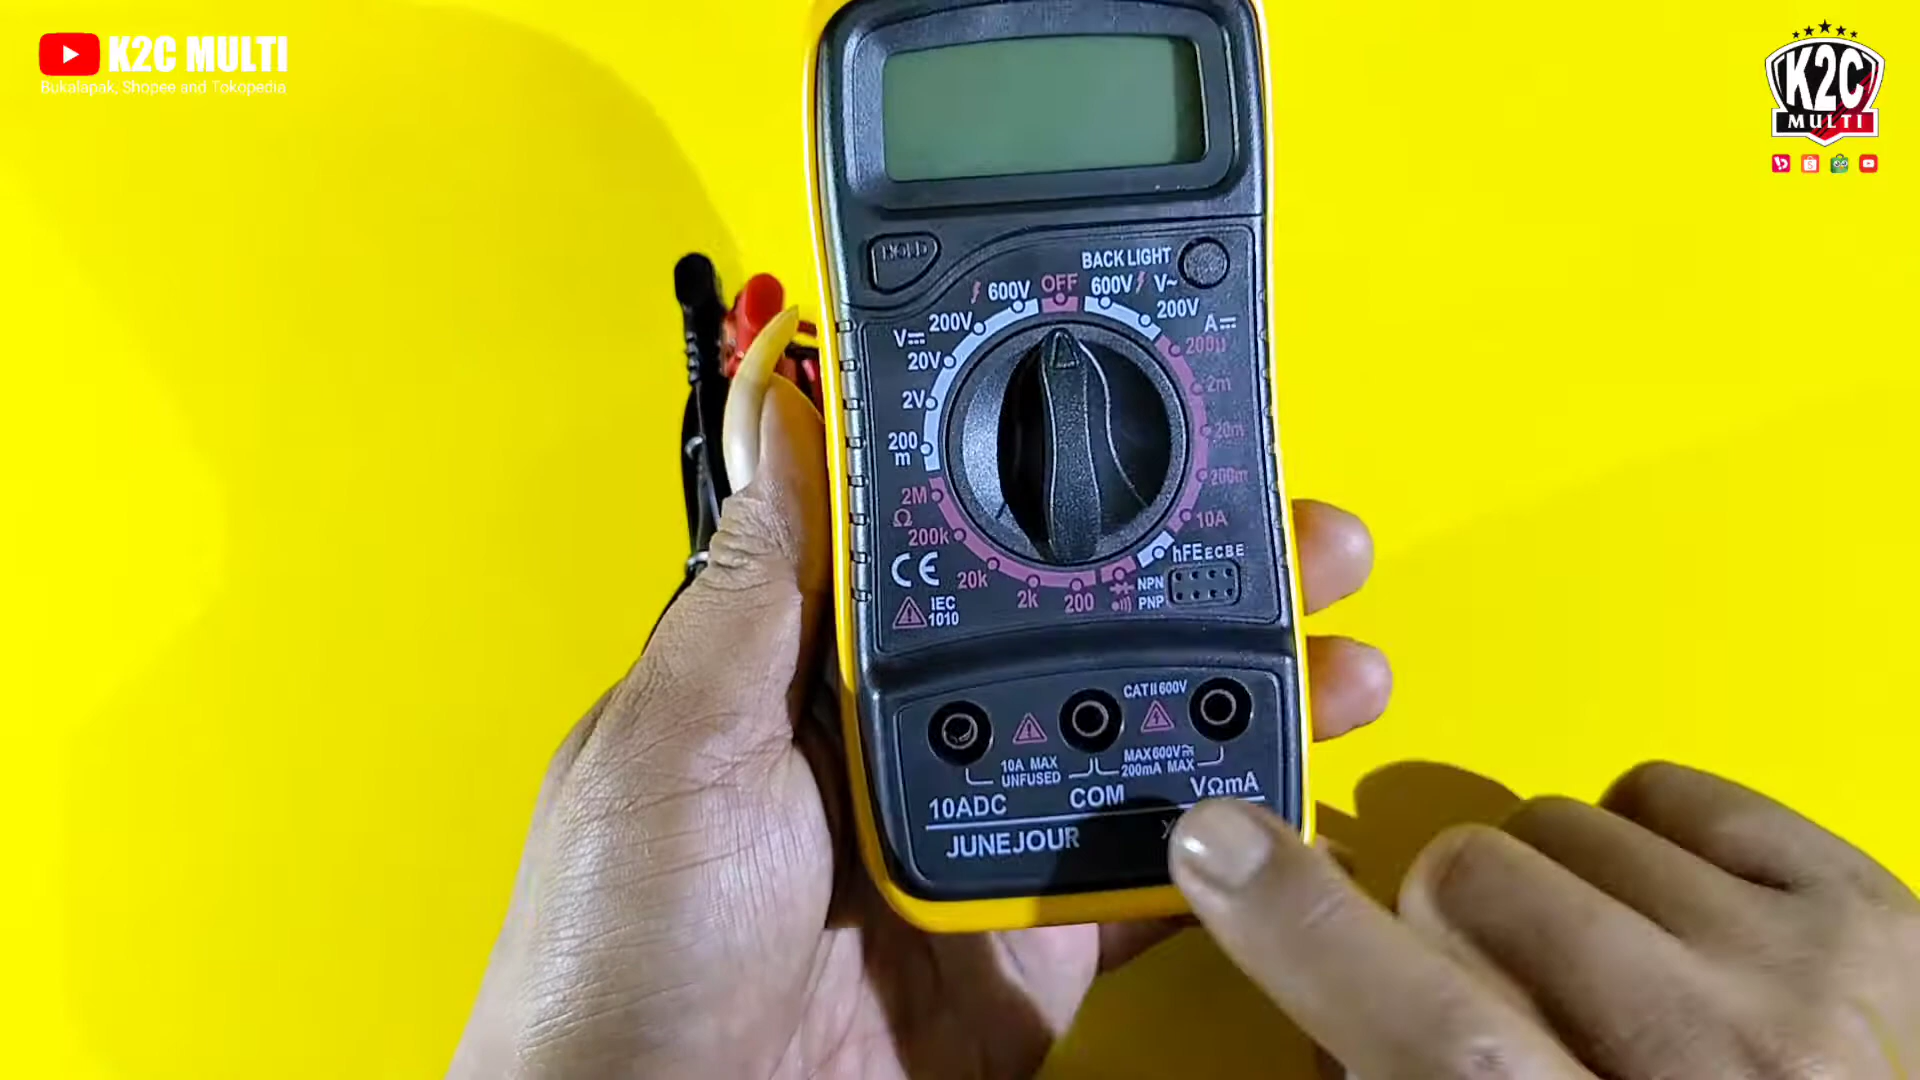 K2C MULTI
Bukalapak, Shopee and Tokopedia
K2C
MULTI
HOLD
BACK LIGHT
600V OFF 600V V~
200V 200V
V A
20V 200µ
2V 2m
200m 20m
2M 200m
Ω 10A
200k hFE ECBE
CE 20k 2k 200 NPN
PNP
IEC
1010
CAT II 600V
10A MAX
UNFUSED
MAX 600V
200mA MAX
10ADC COM VΩmA
JUNEJOUR